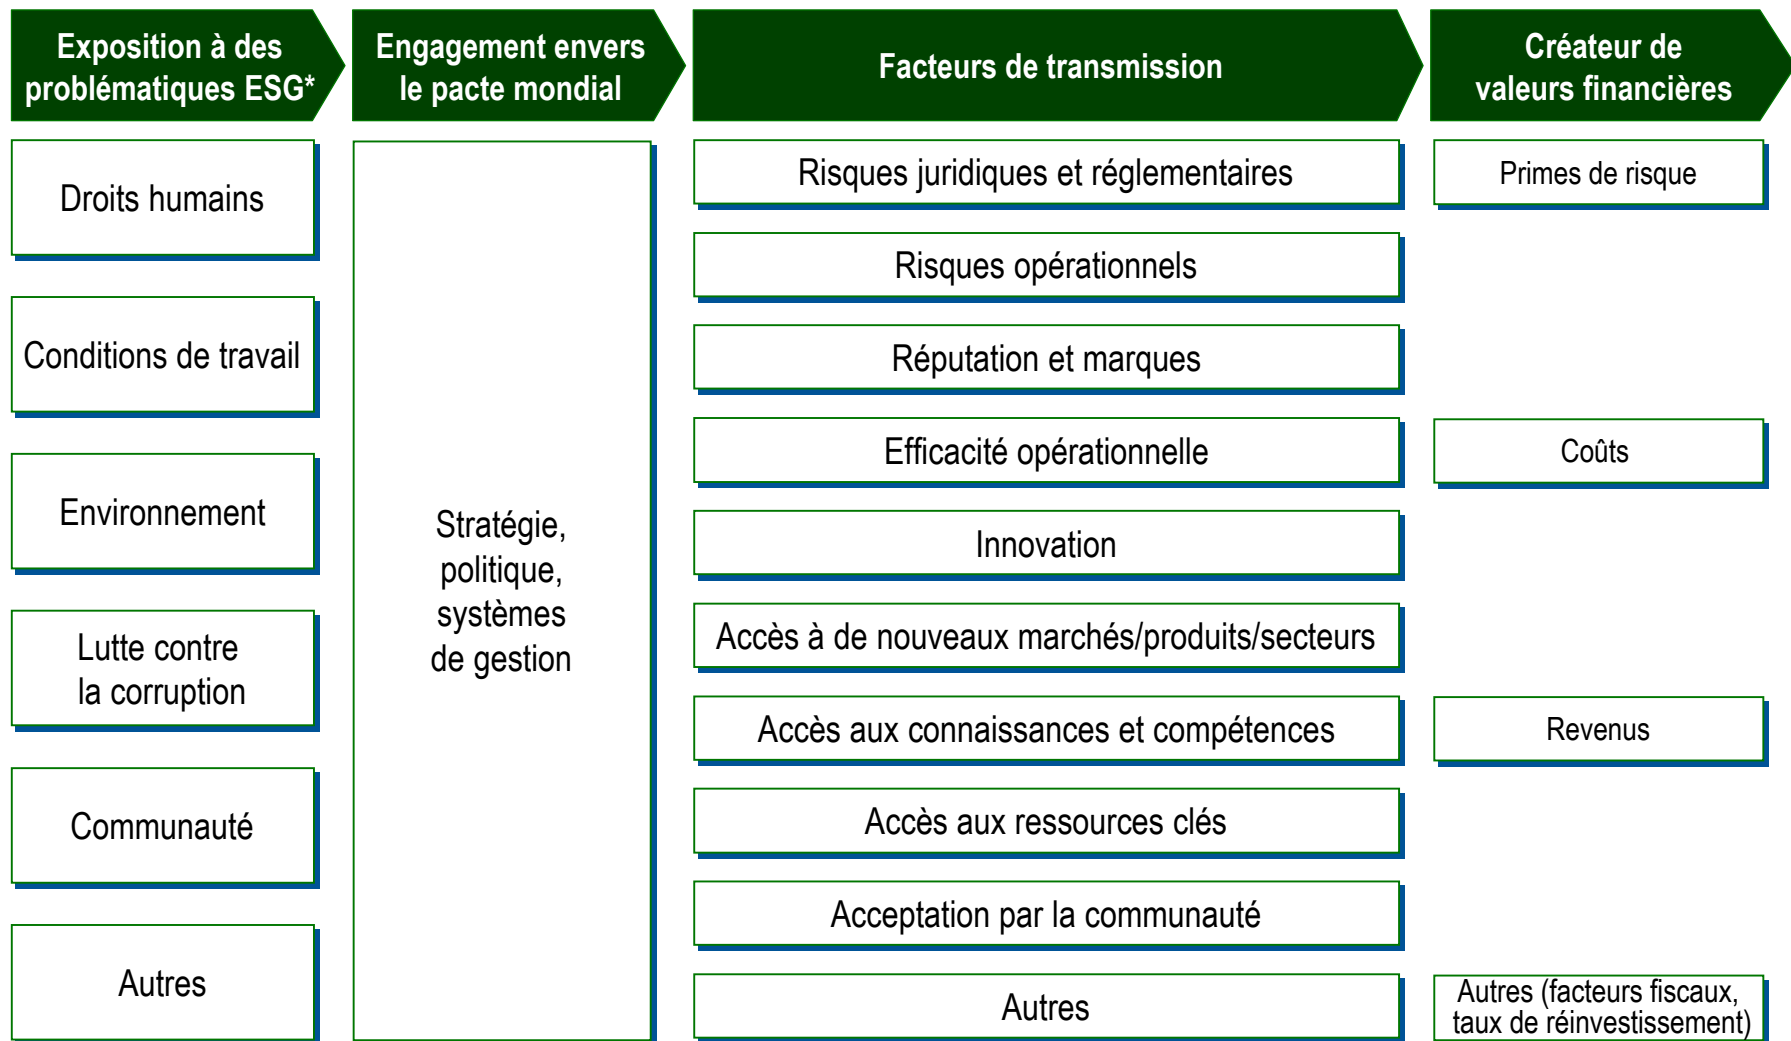 Exposition à des
problématiques ESG*
Engagement envers
le pacte mondial
Facteurs de transmission
Créateur de
valeurs financières
Droits humains
Conditions de travail
Environnement
Lutte contre
la corruption
Communauté
Autres
Stratégie,
politique,
systèmes
de gestion
Risques juridiques et réglementaires
Risques opérationnels
Réputation et marques
Efficacité opérationnelle
Innovation
Accès à de nouveaux marchés/produits/secteurs
Accès aux connaissances et compétences
Accès aux ressources clés
Acceptation par la communauté
Autres
Primes de risque
Coûts
Revenus
Autres (facteurs fiscaux,
taux de réinvestissement)